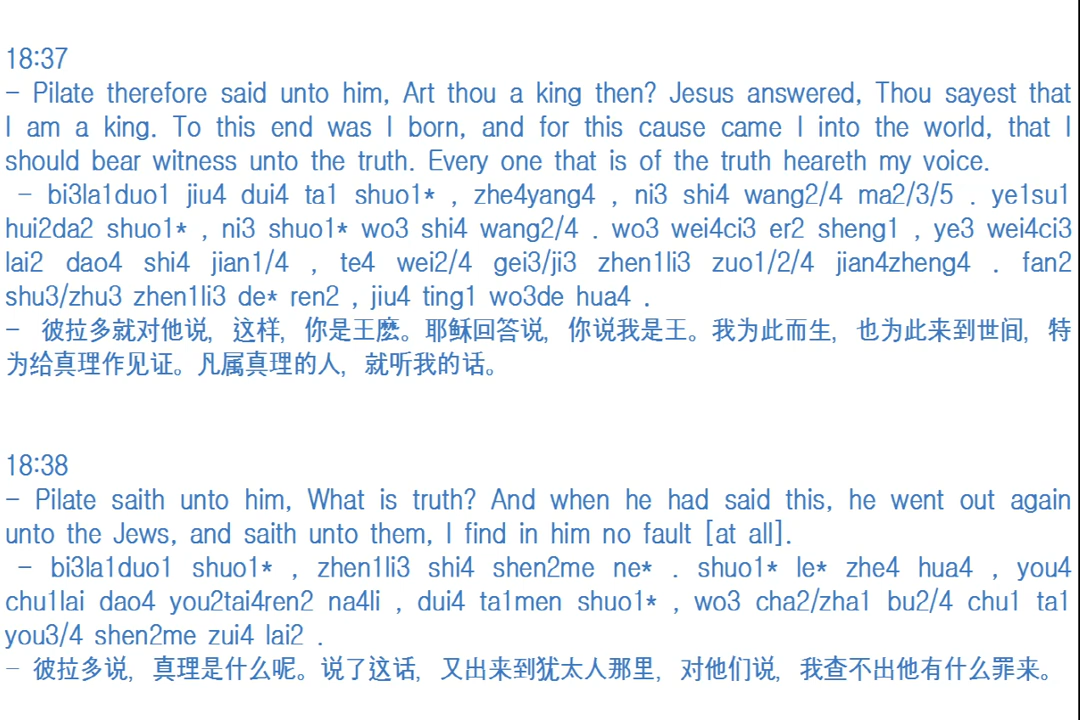 18:37
- Pilate therefore said unto him, Art thou a king then? Jesus answered, Thou sayest that
I am a king. To this end was I born, and for this cause came I into the world, that I
should bear witness unto the truth. Every one that is of the truth heareth my voice.
- bi3la1duo1 jiu4 dui4 ta1 shuo1* , zhe4yang4 , ni3 shi4 wang2/4 ma2/3/5 . ye1su1
hui2da2 shuo1* , ni3 shuo1* wo3 shi4 wang2/4 . wo3 wei4ci3 er2 sheng1 , ye3 wei4ci3
lai2 dao4 shi4 jian1/4 , te4 wei2/4 gei3/ji3 zhen1li3 zuo1/2/4 jian4zheng4 . fan2
shu3/zhu3 zhen1li3 de* ren2 , jiu4 ting1 wo3de hua4 .
- 彼拉多就对他说, 这样, 你是王麽。耶稣回答说, 你说我是王。我为此而生, 也为此来到世间, 特
为给真理作见证。凡属真理的人, 就听我的话。
18:38
- Pilate saith unto him, What is truth? And when he had said this, he went out again
unto the Jews, and saith unto them, I find in him no fault [at all].
- bi3la1duo1 shuo1* , zhen1li3 shi4 shen2me ne* . shuo1* le* zhe4 hua4 , you4
chu1lai dao4 you2tai4ren2 na4li , dui4 ta1men shuo1* , wo3 cha2/zha1 bu2/4 chu1 ta1
you3/4 shen2me zui4 lai2 .
- 彼拉多说, 真理是什么呢。说了这话, 又出来到犹太人那里, 对他们说, 我查不出他有什么罪来。